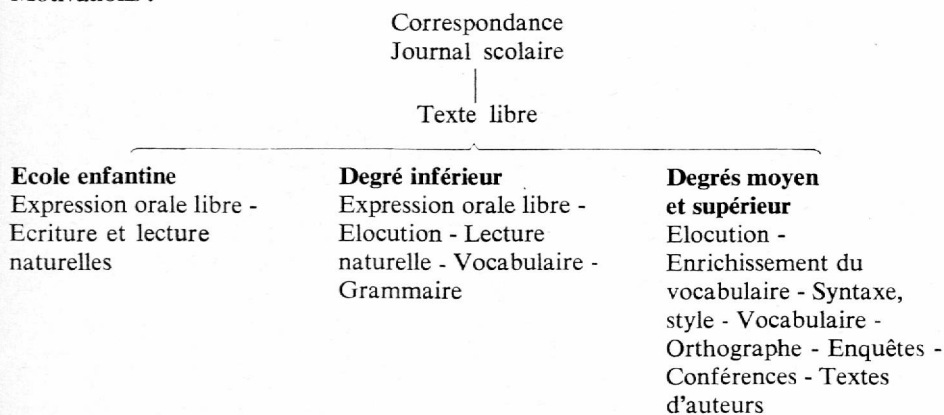 Correspondance
Journal scolaire
Texte libre
Ecole enfantine
Expression orale libre -
Ecriture et lecture
naturelles
Degré inférieur
Expression orale libre -
Elocution - Lecture
naturelle - Vocabulaire -
Grammaire
Degrés moyen
et supérieur
Elocution -
Enrichissement du
vocabulaire - Syntaxe,
style - Vocabulaire -
Orthographe - Enquêtes -
Conférences - Textes
d'auteurs